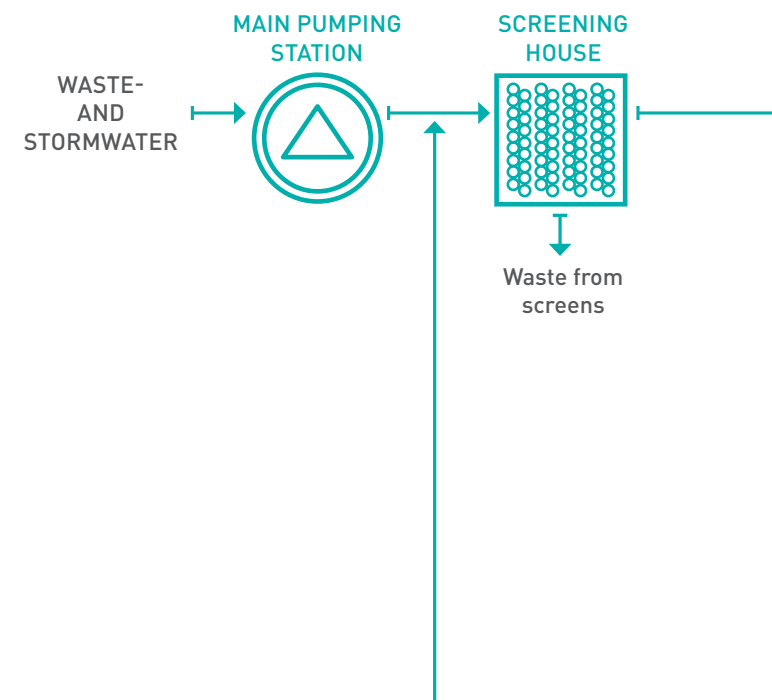 MAIN PUMPING
STATION
SCREENING
HOUSE
WASTE-
AND
STORMWATER
Waste from
screens